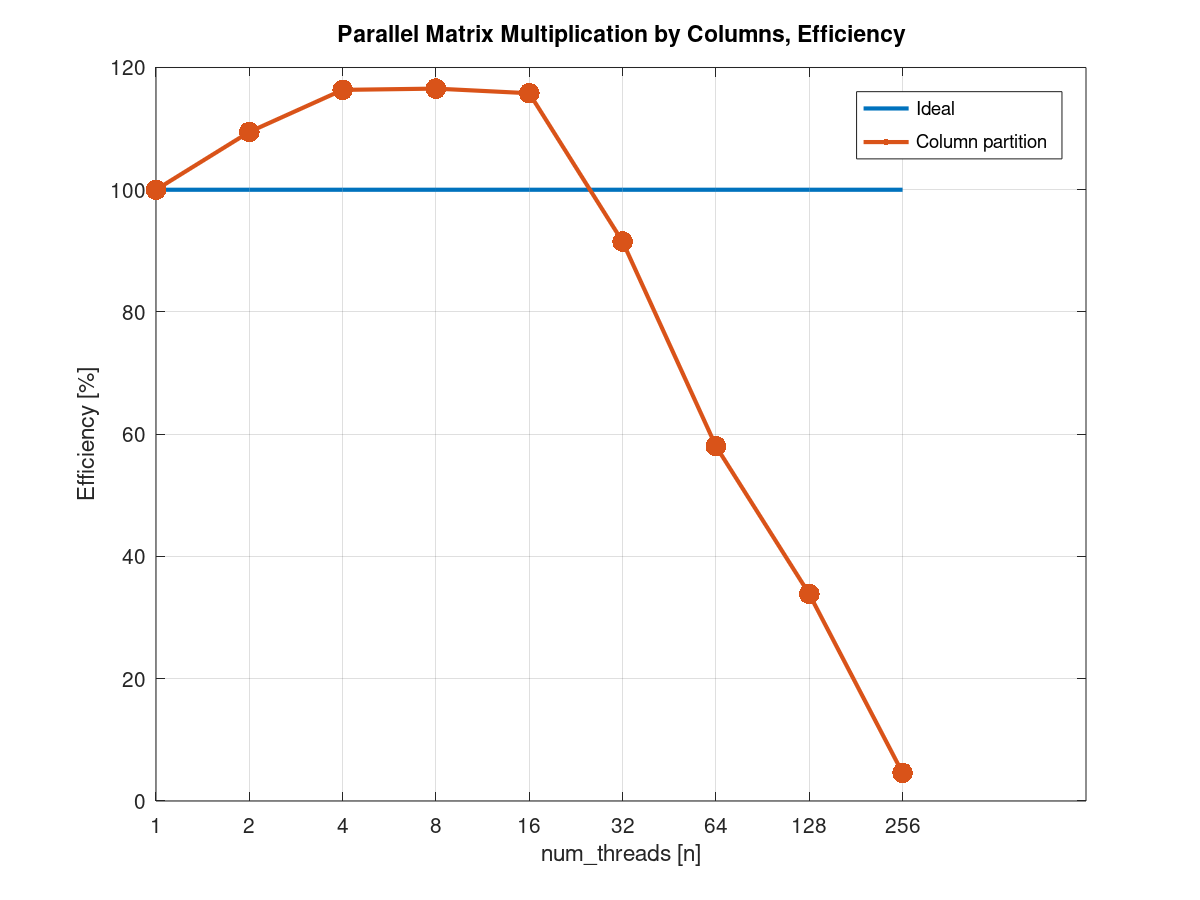 Parallel Matrix Multiplication by Columns, Efficiency
120
100
80
60
40
20
0
Efficiency [%]
Ideal
Column partition
1 2 4 8 16 32 64 128 256
num_threads [n]